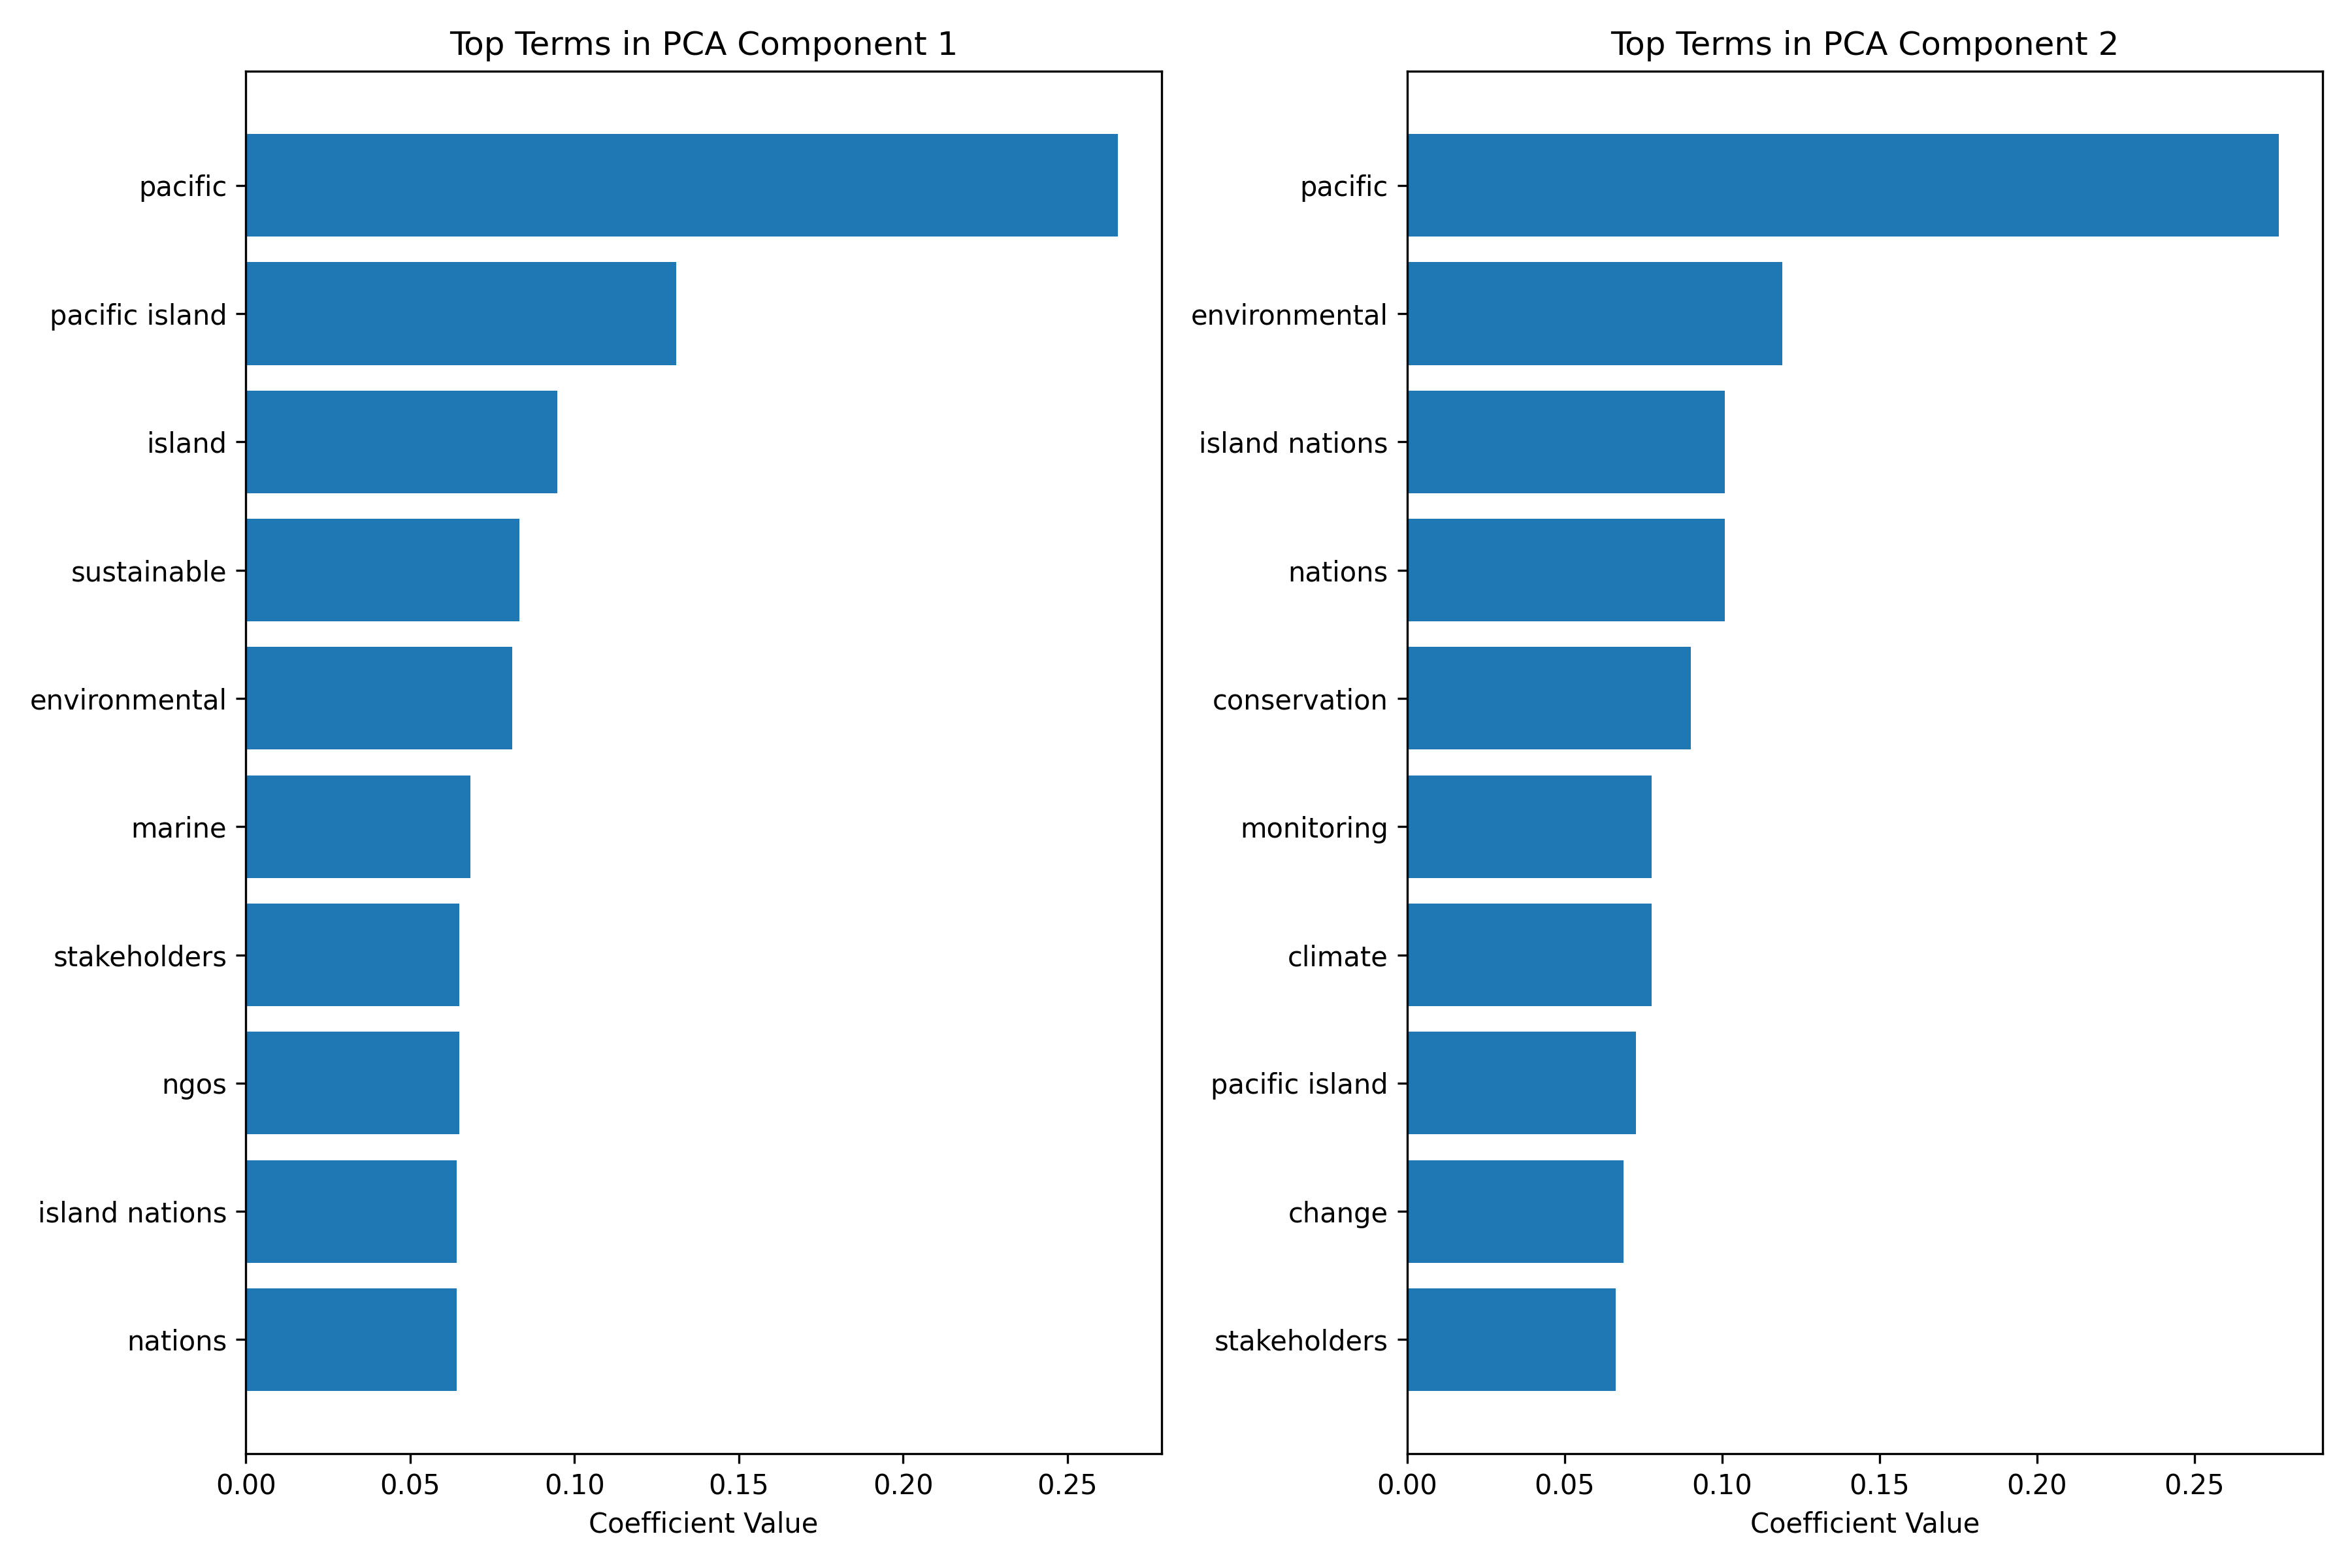 Top Terms in PCA Component 1
pacific
pacific island
island
sustainable
environmental
marine
stakeholders
ngos
island nations
nations
0.00 0.05 0.10 0.15 0.20 0.25
Coefficient Value
Top Terms in PCA Component 2
pacific
environmental
island nations
nations
conservation
monitoring
climate
pacific island
change
stakeholders
0.00 0.05 0.10 0.15 0.20 0.25
Coefficient Value